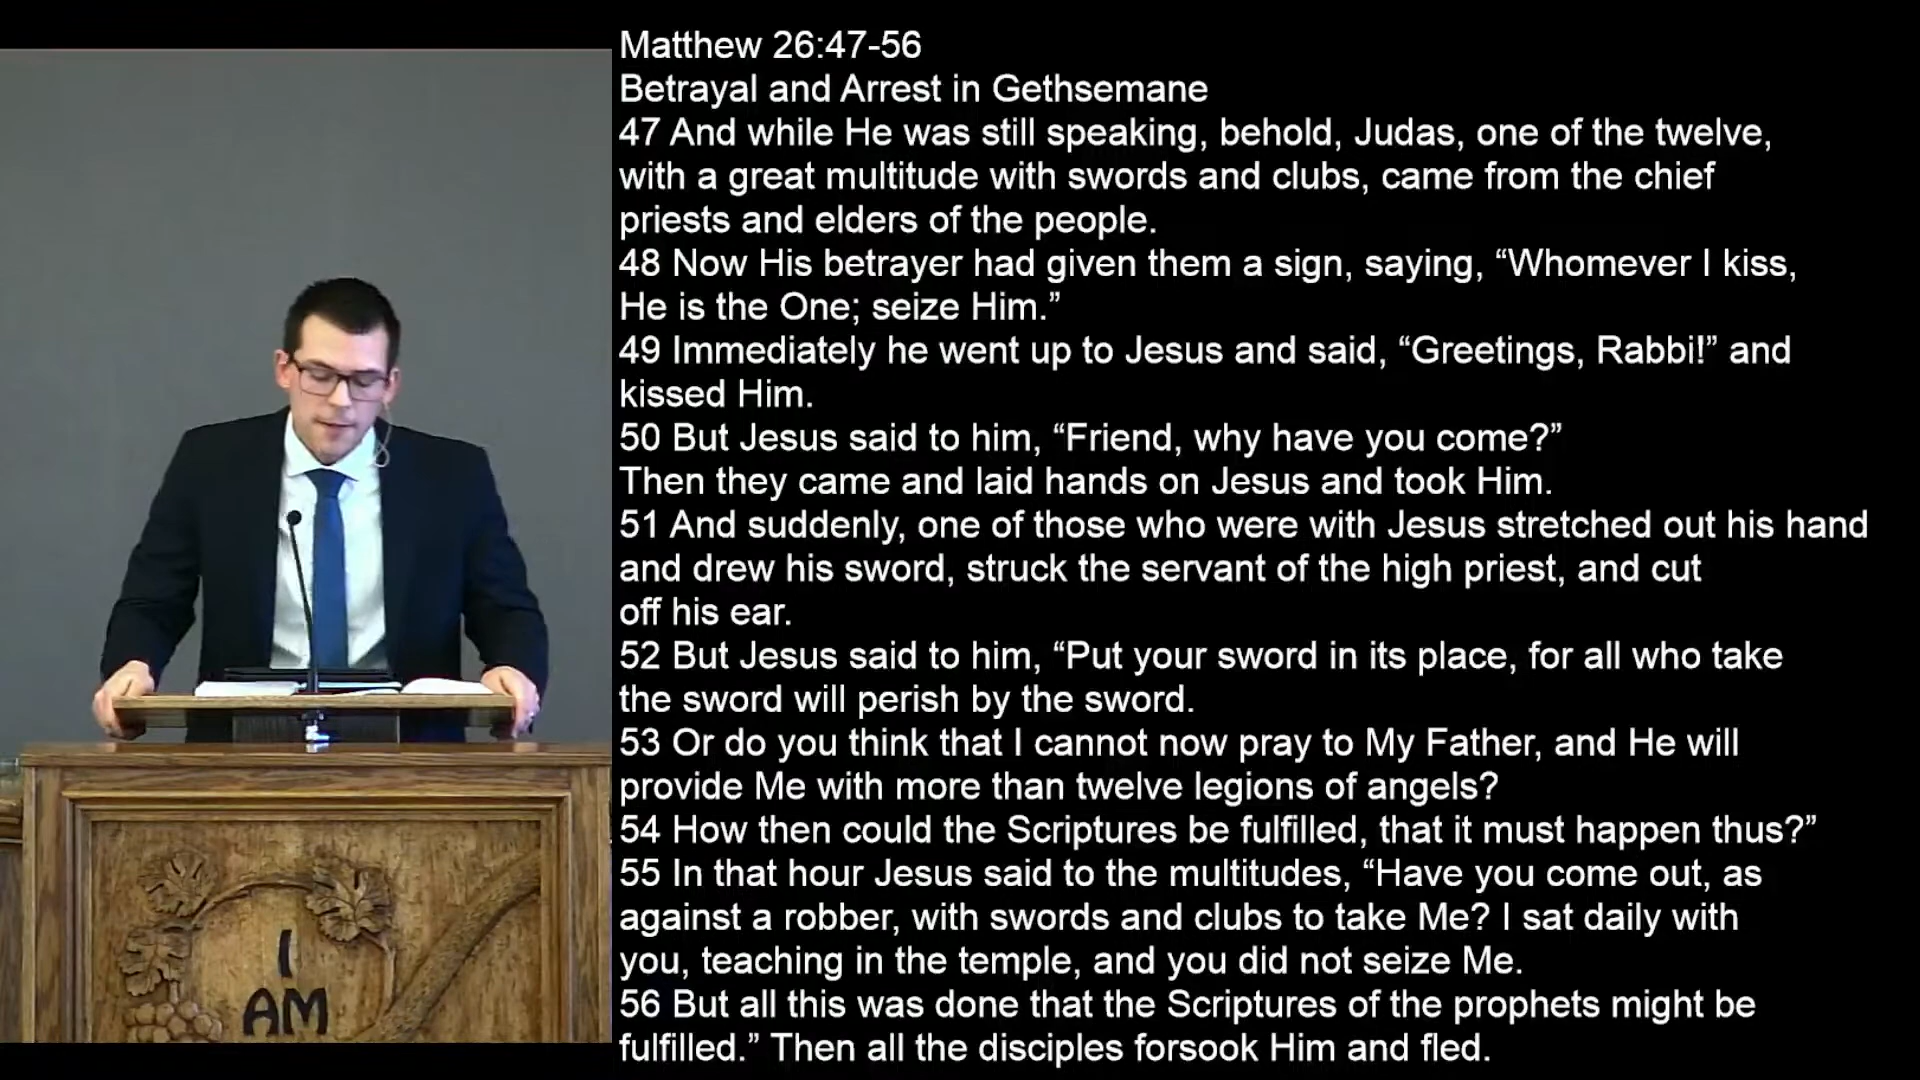 Matthew 26:47-56
Betrayal and Arrest in Gethsemane
47 And while He was still speaking, behold, Judas, one of the twelve,
with a great multitude with swords and clubs, came from the chief
priests and elders of the people.
48 Now His betrayer had given them a sign, saying, “Whomever I kiss,
He is the One; seize Him.”
49 Immediately he went up to Jesus and said, “Greetings, Rabbi!” and
kissed Him.
50 But Jesus said to him, “Friend, why have you come?”
Then they came and laid hands on Jesus and took Him.
51 And suddenly, one of those who were with Jesus stretched out his hand
and drew his sword, struck the servant of the high priest, and cut
off his ear.
52 But Jesus said to him, “Put your sword in its place, for all who take
the sword will perish by the sword.
53 Or do you think that I cannot now pray to My Father, and He will
provide Me with more than twelve legions of angels?
54 How then could the Scriptures be fulfilled, that it must happen thus?”
55 In that hour Jesus said to the multitudes, “Have you come out, as
against a robber, with swords and clubs to take Me? I sat daily with
you, teaching in the temple, and you did not seize Me.
56 But all this was done that the Scriptures of the prophets might be
fulfilled.” Then all the disciples forsook Him and fled.
I
AM